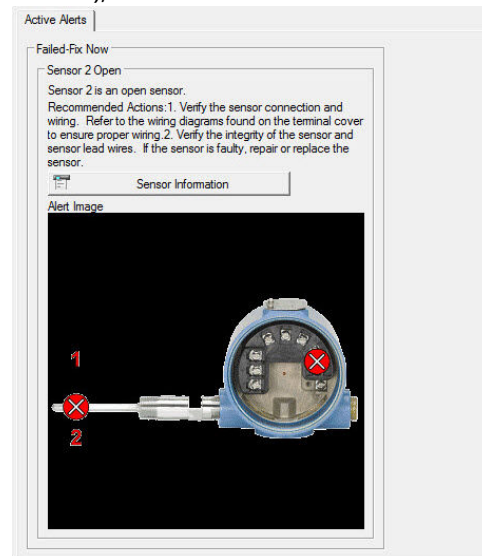 Active Alerts
Failed-Fix Now
Sensor 2 Open
Sensor 2 is an open sensor.
Recommended Actions:1. Verify the sensor connection and
wiring.  Refer to the wiring diagrams found on the terminal cover
to ensure proper wiring.2. Verify the integrity of the sensor and
sensor lead wires.  If the sensor is faulty, repair or replace the
sensor.
Sensor Information
Alert Image
1
2